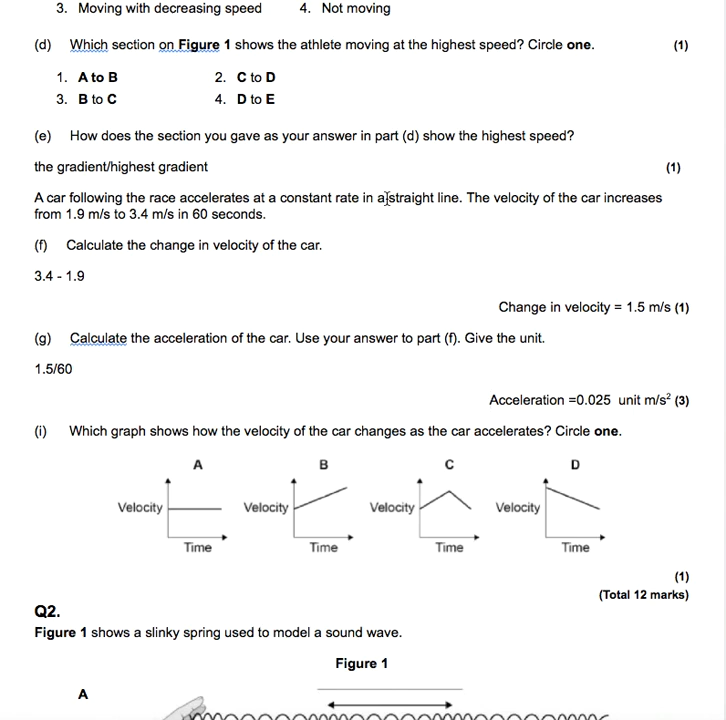 3. Moving with decreasing speed 4. Not moving
(d) Which section on Figure 1 shows the athlete moving at the highest speed? Circle one. (1)
1. A to B 2. C to D
3. B to C 4. D to E
(e) How does the section you gave as your answer in part (d) show the highest speed?
the gradient/highest gradient (1)
A car following the race accelerates at a constant rate in a straight line. The velocity of the car increases
from 1.9 m/s to 3.4 m/s in 60 seconds.
(f) Calculate the change in velocity of the car.
3.4 - 1.9
Change in velocity = 1.5 m/s (1)
(g) Calculate the acceleration of the car. Use your answer to part (f). Give the unit.
1.5/60
Acceleration =0.025 unit m/s² (3)
(i) Which graph shows how the velocity of the car changes as the car accelerates? Circle one.
A B C D
Velocity Velocity Velocity Velocity
Time Time Time Time
(1)
(Total 12 marks)
Q2.
Figure 1 shows a slinky spring used to model a sound wave.
Figure 1
A